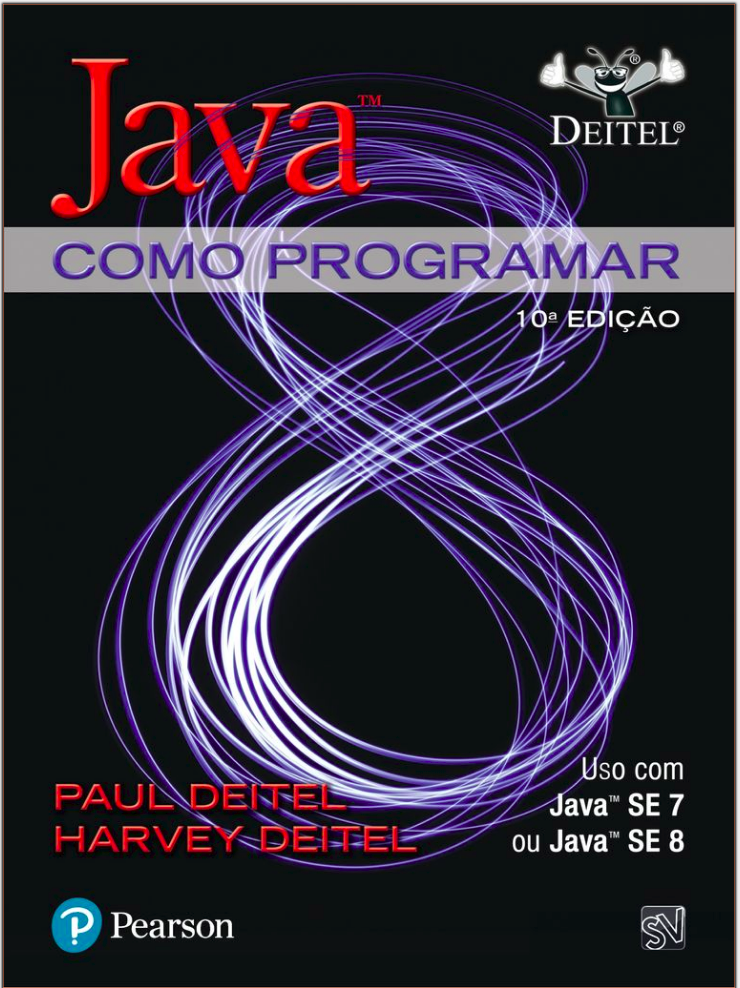 Java™
DEITEL®
COMO PROGRAMAR
10ª EDIÇÃO
Uso com
Java™ SE 7
ou Java™ SE 8
PAUL DEITEL
HARVEY DEITEL
Pearson
SV